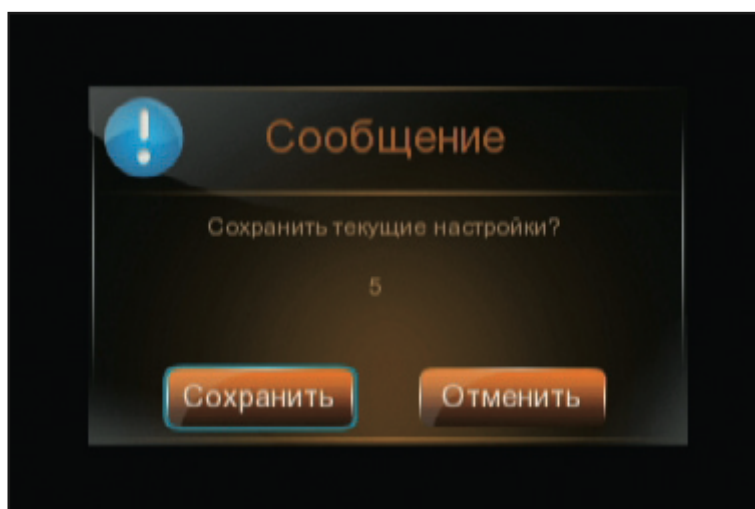 Сообщение
Сохранить текущие настройки?
5
Сохранить
Отменить